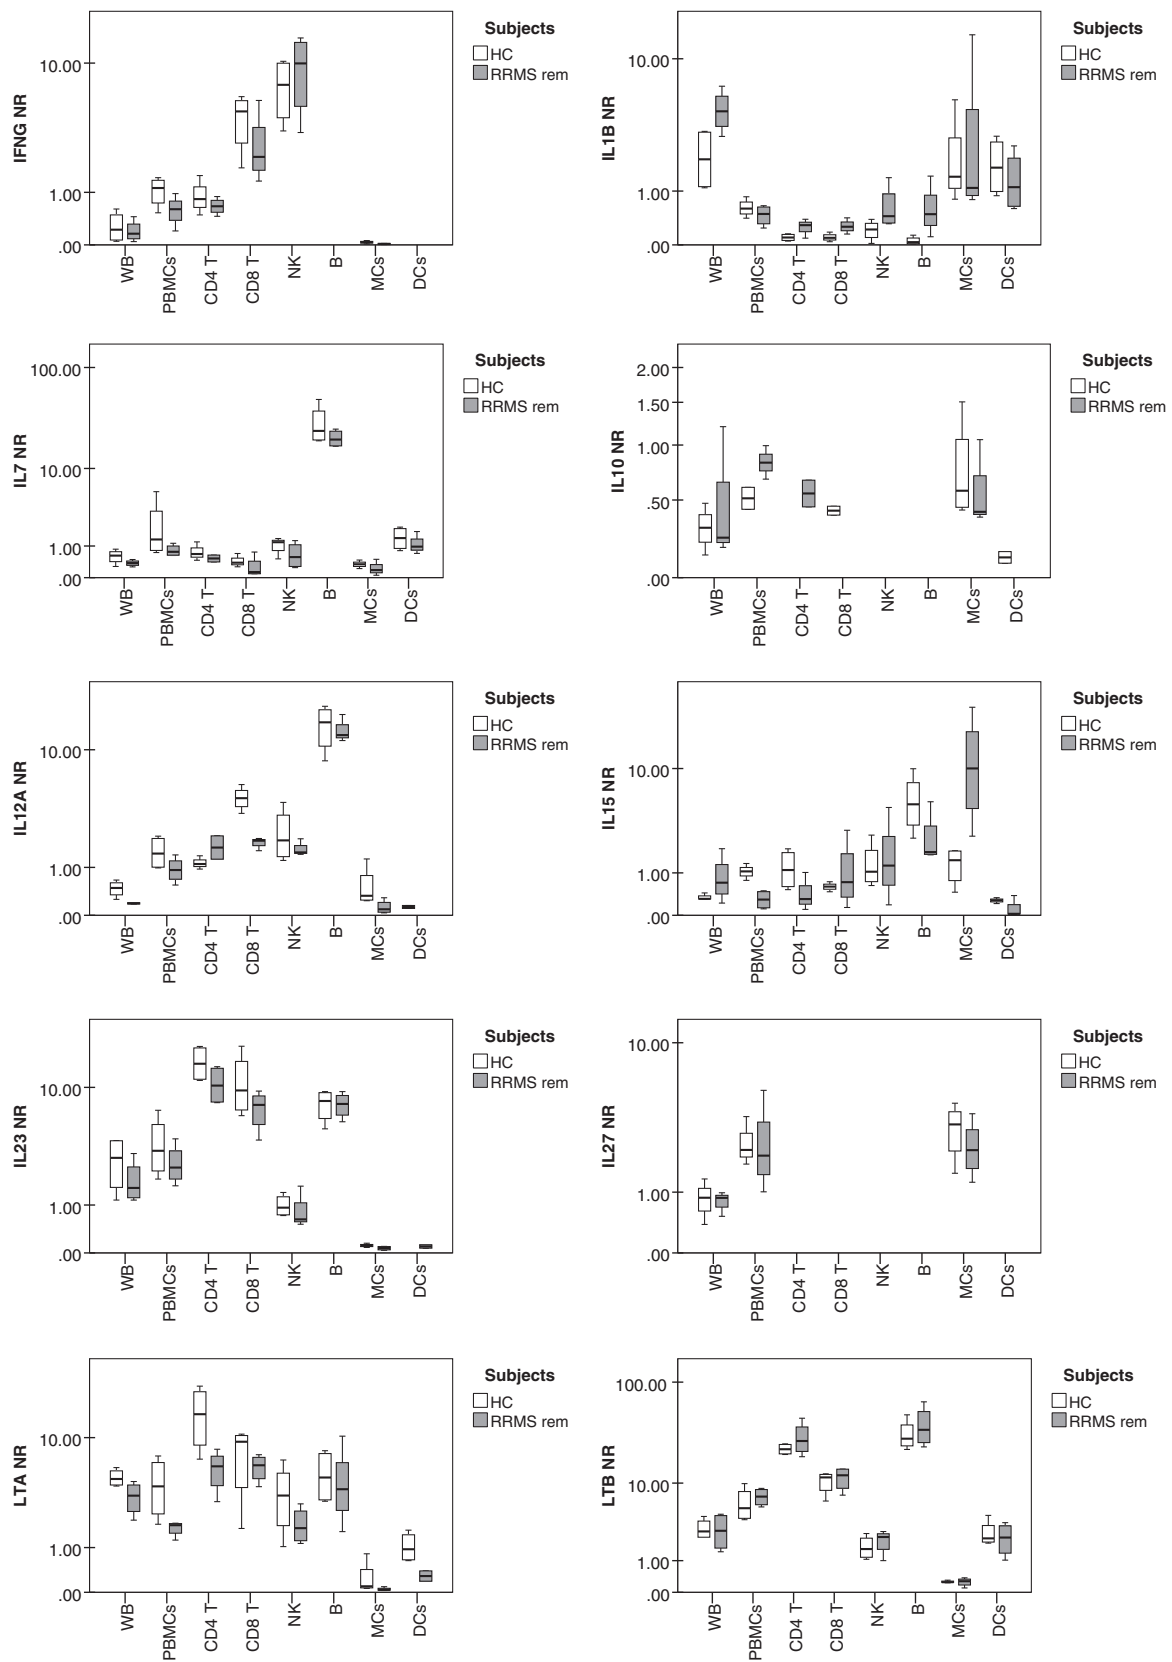 Subjects
HC
RRMS rem
IFNG NR
10.00
1.00
.00
WB
PBMCs
CD4 T
CD8 T
NK
B
MCs
DCs
Subjects
HC
RRMS rem
IL1B NR
10.00
1.00
.00
WB
PBMCs
CD4 T
CD8 T
NK
B
MCs
DCs
Subjects
HC
RRMS rem
IL7 NR
100.00
10.00
1.00
.00
WB
PBMCs
CD4 T
CD8 T
NK
B
MCs
DCs
Subjects
HC
RRMS rem
IL10 NR
2.00
1.50
1.00
.50
.00
WB
PBMCs
CD4 T
CD8 T
NK
B
MCs
DCs
Subjects
HC
RRMS rem
IL12A NR
10.00
1.00
.00
WB
PBMCs
CD4 T
CD8 T
NK
B
MCs
DCs
Subjects
HC
RRMS rem
IL15 NR
10.00
1.00
.00
WB
PBMCs
CD4 T
CD8 T
NK
B
MCs
DCs
Subjects
HC
RRMS rem
IL23 NR
10.00
1.00
.00
WB
PBMCs
CD4 T
CD8 T
NK
B
MCs
DCs
Subjects
HC
RRMS rem
IL27 NR
10.00
1.00
.00
WB
PBMCs
CD4 T
CD8 T
NK
B
MCs
DCs
Subjects
HC
RRMS rem
LTA NR
10.00
1.00
.00
WB
PBMCs
CD4 T
CD8 T
NK
B
MCs
DCs
Subjects
HC
RRMS rem
LTB NR
100.00
10.00
1.00
.00
WB
PBMCs
CD4 T
CD8 T
NK
B
MCs
DCs